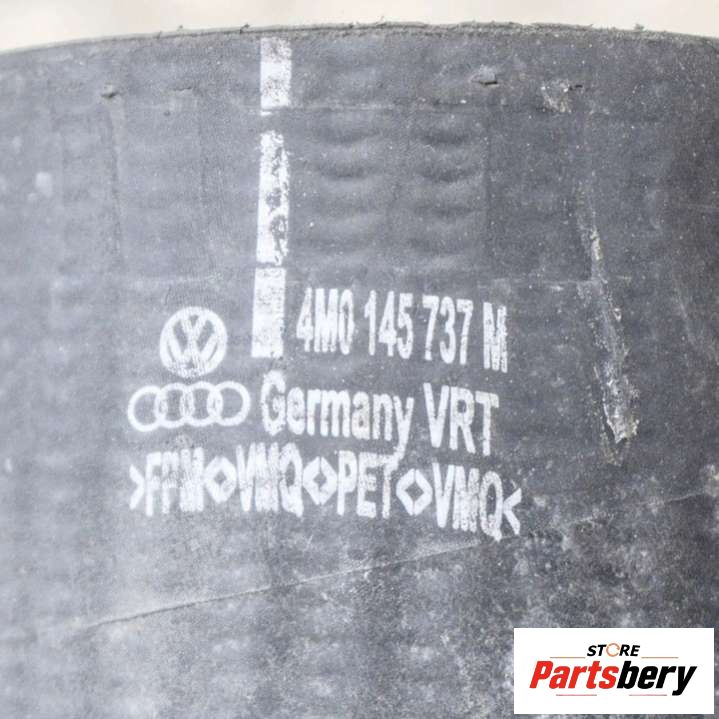 4M0 145 737 M
Germany VRT
>FPM<>VMQ<>PET<>VMQ<
STORE
Partsbery